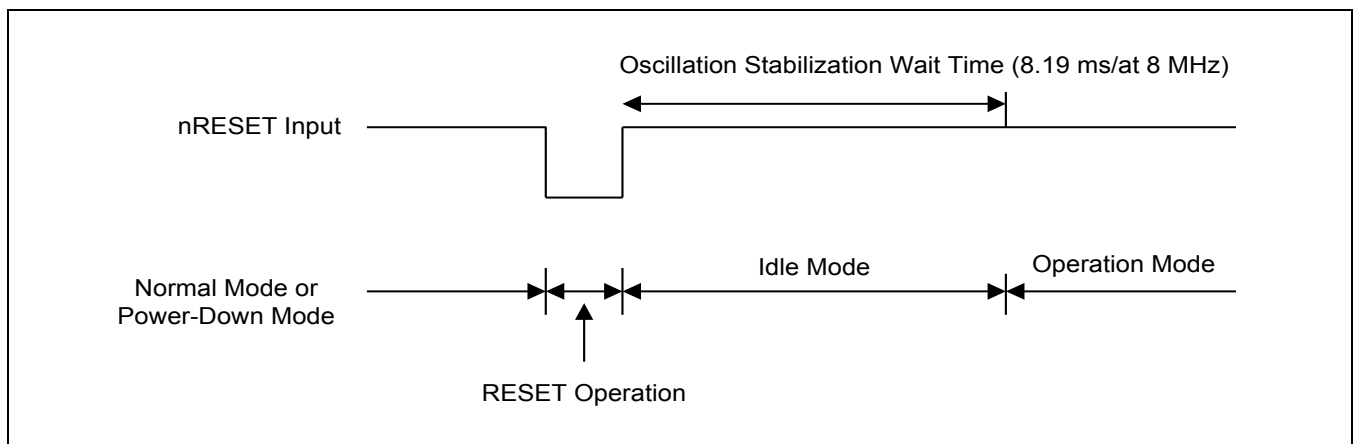 Oscillation Stabilization Wait Time (8.19 ms/at 8 MHz)
nRESET Input
Idle Mode
Operation Mode
Normal Mode or
Power-Down Mode
RESET Operation